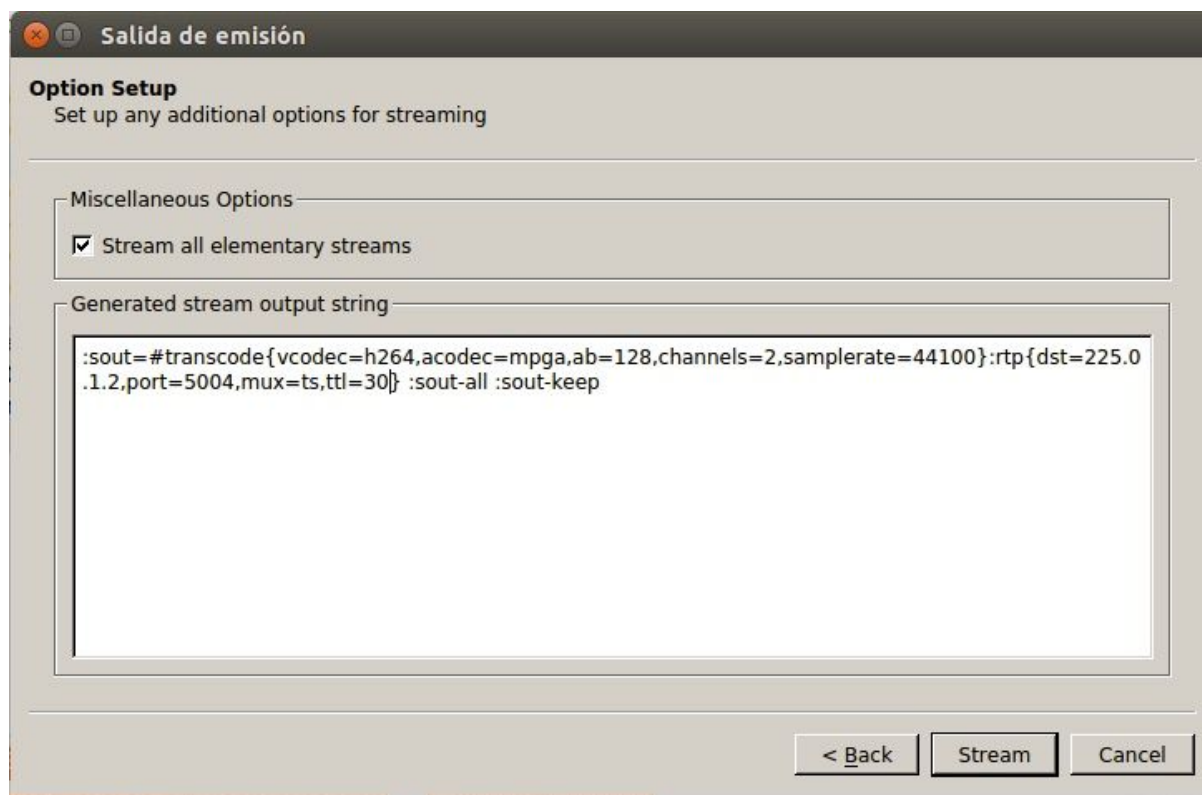 Salida de emisión
Option Setup
Set up any additional options for streaming
Miscellaneous Options
Stream all elementary streams
Generated stream output string
:sout=#transcode{vcodec=h264,acodec=mpga,ab=128,channels=2,samplerate=44100}:rtp{dst=225.0
.1.2,port=5004,mux=ts,ttl=30} :sout-all :sout-keep
< Back
Stream
Cancel